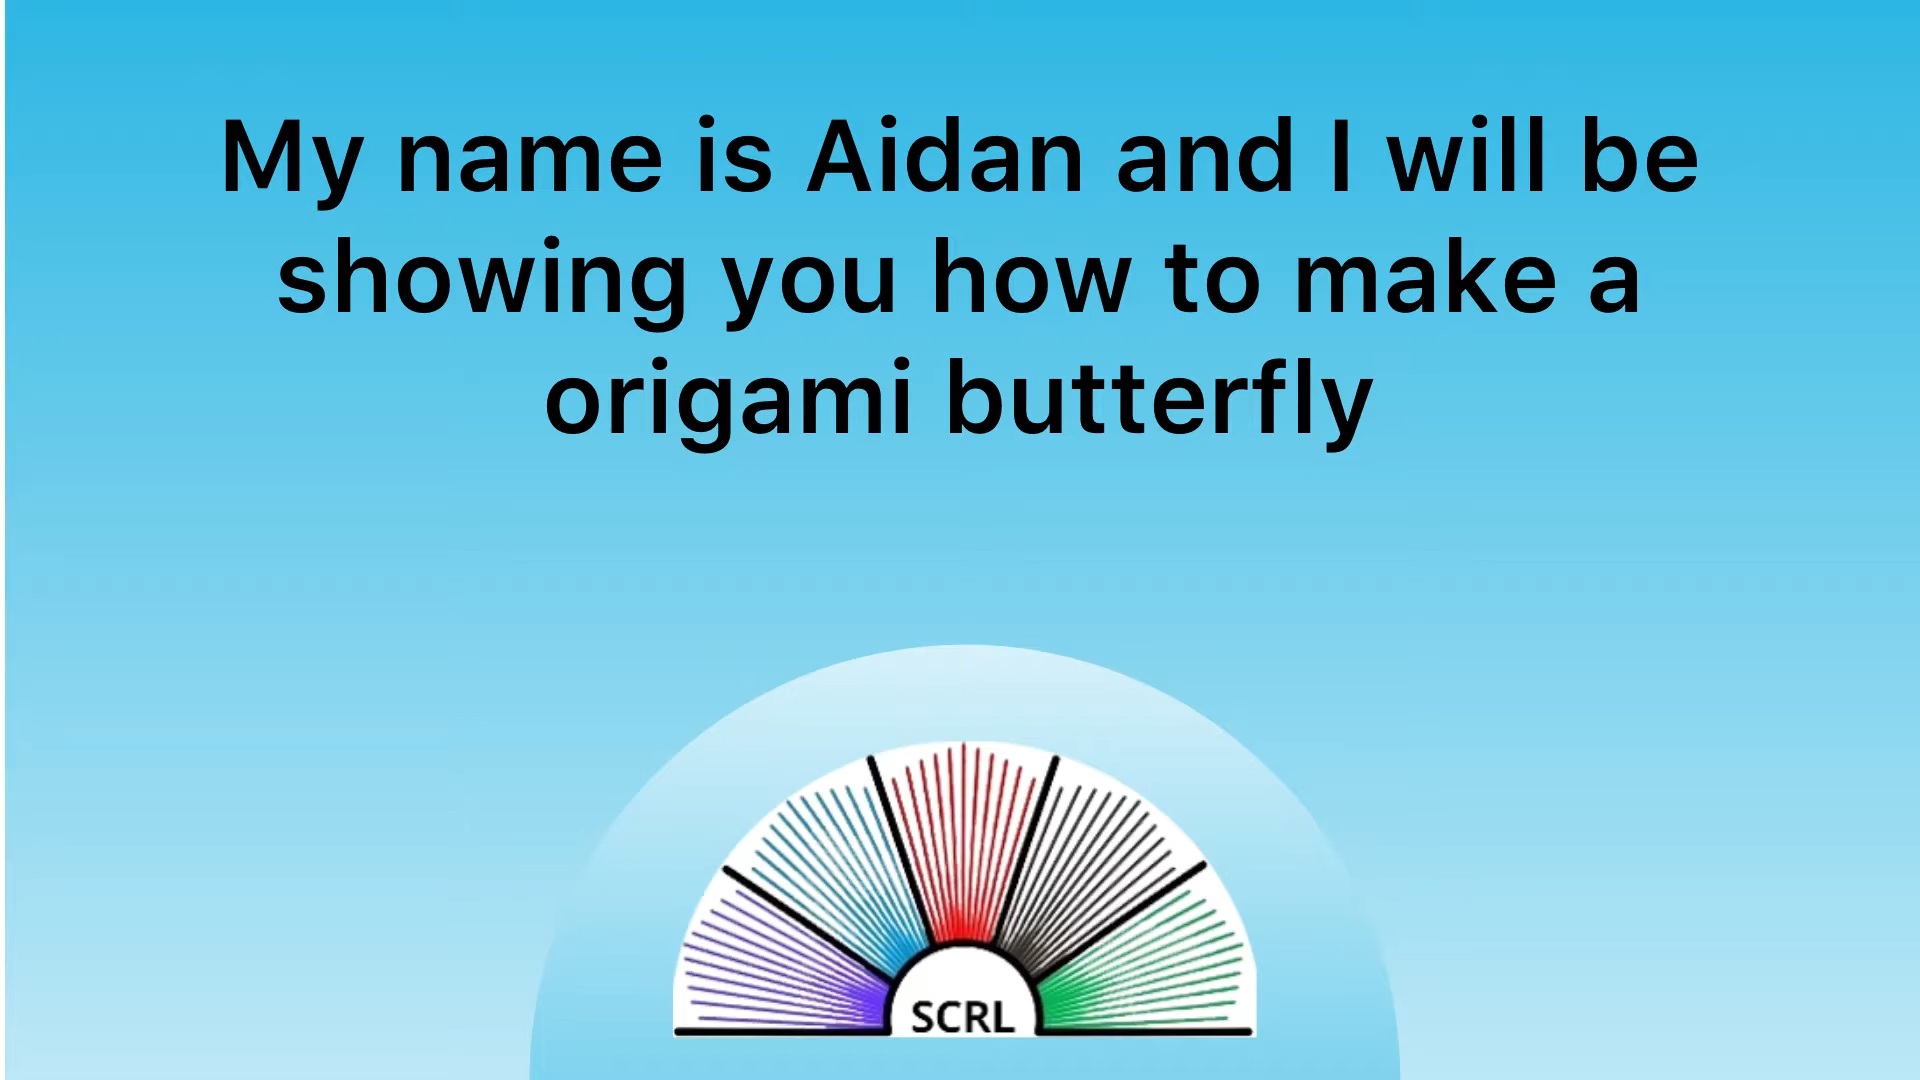 My name is Aidan and I will be
showing you how to make a
origami butterfly
SCRL